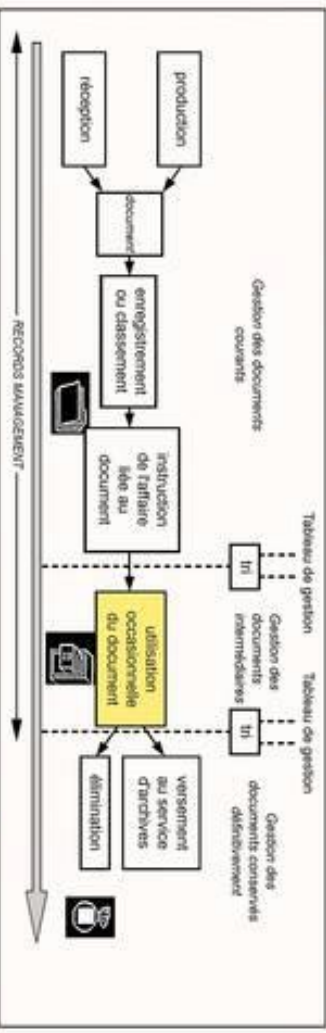 Tableau de gestion
Tableau de gestion
Gestion des documents
courants
tri
Gestion des
documents
intermédiaires
tri
Gestion des
documents conservés
définitivement
production
réception
document
enregistrement
ou classement
instruction
de l'affaire
liée au
document
utilisation
occasionnelle
du document
versement
au service
d'archives
élimination
RECORDS MANAGEMENT